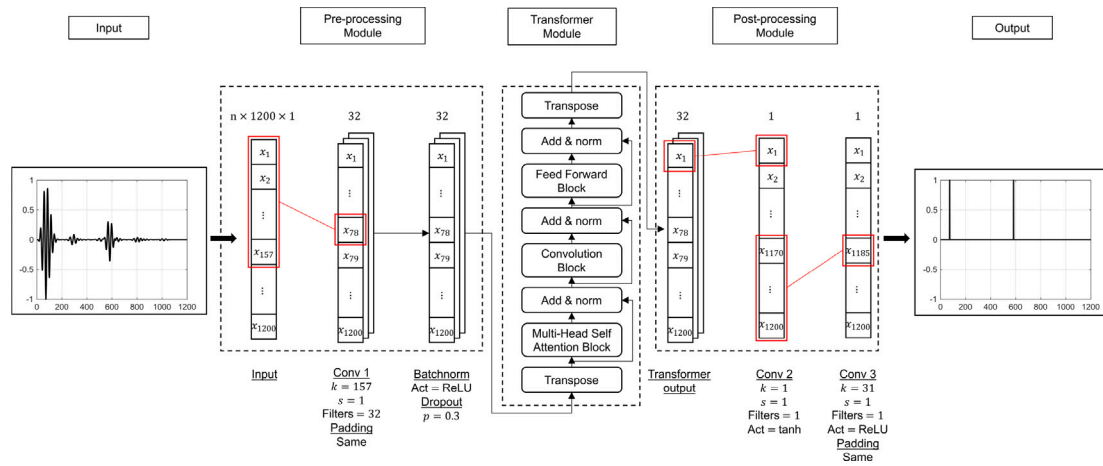 Input
Pre-processing
Module
Transformer
Module
Post-processing
Module
Output
1
0.5
0
-0.5
-1
0 200 400 600 800 1000 1200
n × 1200 × 1
x₁
x₂
⋮
x₁₅₇
⋮
x₁₂₀₀
Input
32
x₁
⋮
x₇₈
x₇₉
⋮
x₁₂₀₀
Conv 1
k = 157
s = 1
Filters = 32
Padding
Same
32
x₁
⋮
x₇₈
x₇₉
⋮
x₁₂₀₀
Batchnorm
Act = ReLU
Dropout
p = 0.3
Transpose
Add & norm
Feed Forward
Block
Add & norm
Convolution
Block
Add & norm
Multi-Head Self
Attention Block
Transpose
32
x₁
⋮
x₇₈
x₇₉
⋮
x₁₂₀₀
Transformer
output
1
x₁
x₂
⋮
x₁₁₇₀
⋮
x₁₂₀₀
Conv 2
k = 1
s = 1
Filters = 1
Act = tanh
1
x₁
x₂
⋮
x₁₁₈₅
⋮
x₁₂₀₀
Conv 3
k = 31
s = 1
Filters = 1
Act = ReLU
Padding
Same
1
0.5
0
-0.5
-1
0 200 400 600 800 1000 1200